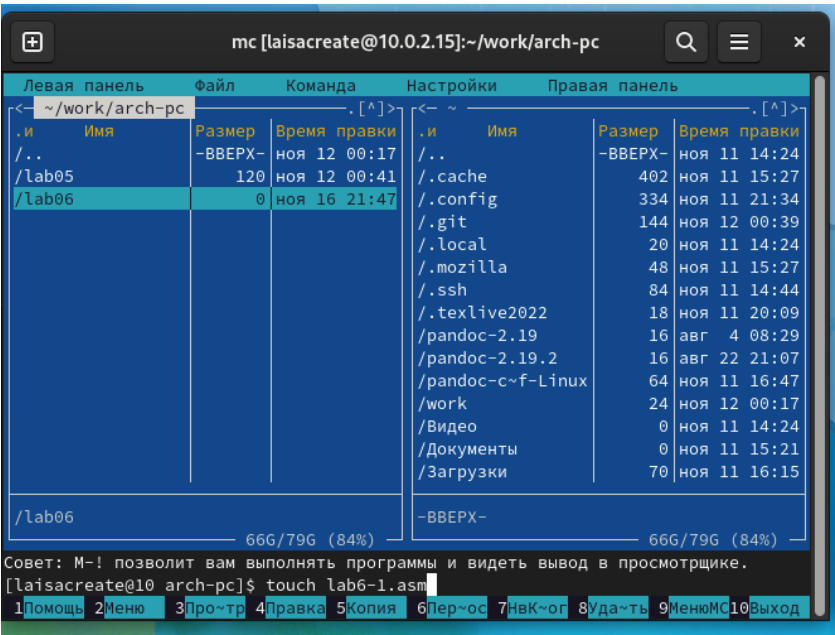 mc [laisacreate@10.0.2.15]:~/work/arch-pc
Левая панель Файл Команда Настройки Правая панель
<— ~/work/arch-pc .[^]>
.и Имя Размер Время правки
/.. -ВВЕРХ- ноя 12 00:17
/lab05 120 ноя 12 00:41
/lab06 0 ноя 16 21:47
/lab06
66G/79G (84%)
<— ~ .[^]>
.и Имя Размер Время правки
/.. -ВВЕРХ- ноя 11 14:24
/.cache 402 ноя 11 15:27
/.config 334 ноя 11 21:34
/.git 144 ноя 12 00:39
/.local 20 ноя 11 14:24
/.mozilla 48 ноя 11 15:27
/.ssh 84 ноя 11 14:44
/.texlive2022 18 ноя 11 20:09
/pandoc-2.19 16 авг 4 08:29
/pandoc-2.19.2 16 авг 22 21:07
/pandoc-c~f-Linux 64 ноя 11 16:47
/work 24 ноя 12 00:17
/Видео 0 ноя 11 14:24
/Документы 0 ноя 11 15:21
/Загрузки 70 ноя 11 16:15
-ВВЕРХ-
66G/79G (84%)
Совет: M-! позволит вам выполнять программы и видеть вывод в просмотрщике.
[laisacreate@10 arch-pc]$ touch lab6-1.asm
1Помощь 2Меню 3Про~тр 4Правка 5Копия 6Пер~ос 7НвК~ог 8Уда~ть 9МенюMC 10Выход